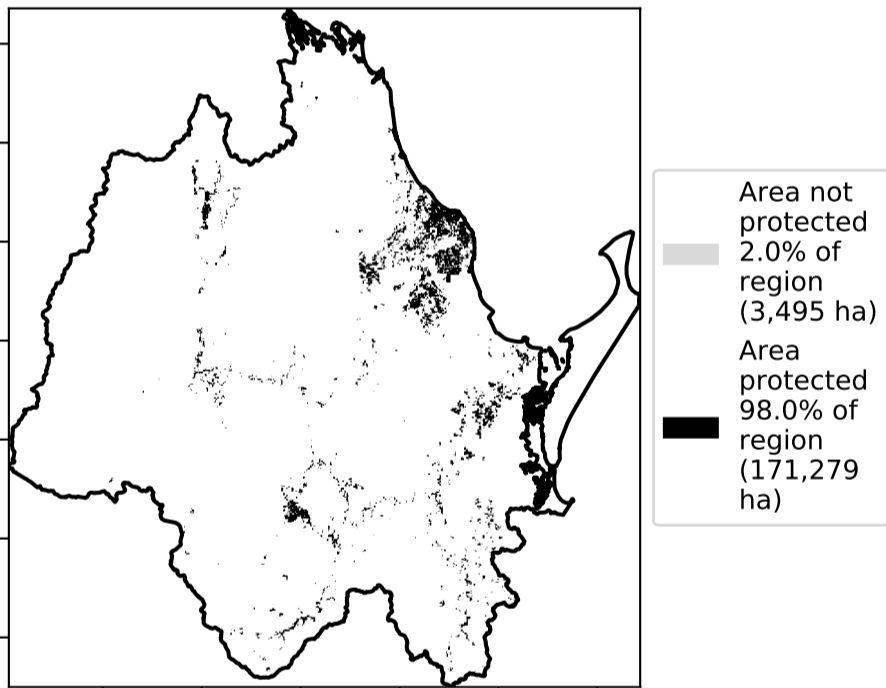 Area not
protected
2.0% of
region
(3,495 ha)
Area
protected
98.0% of
region
(171,279
ha)